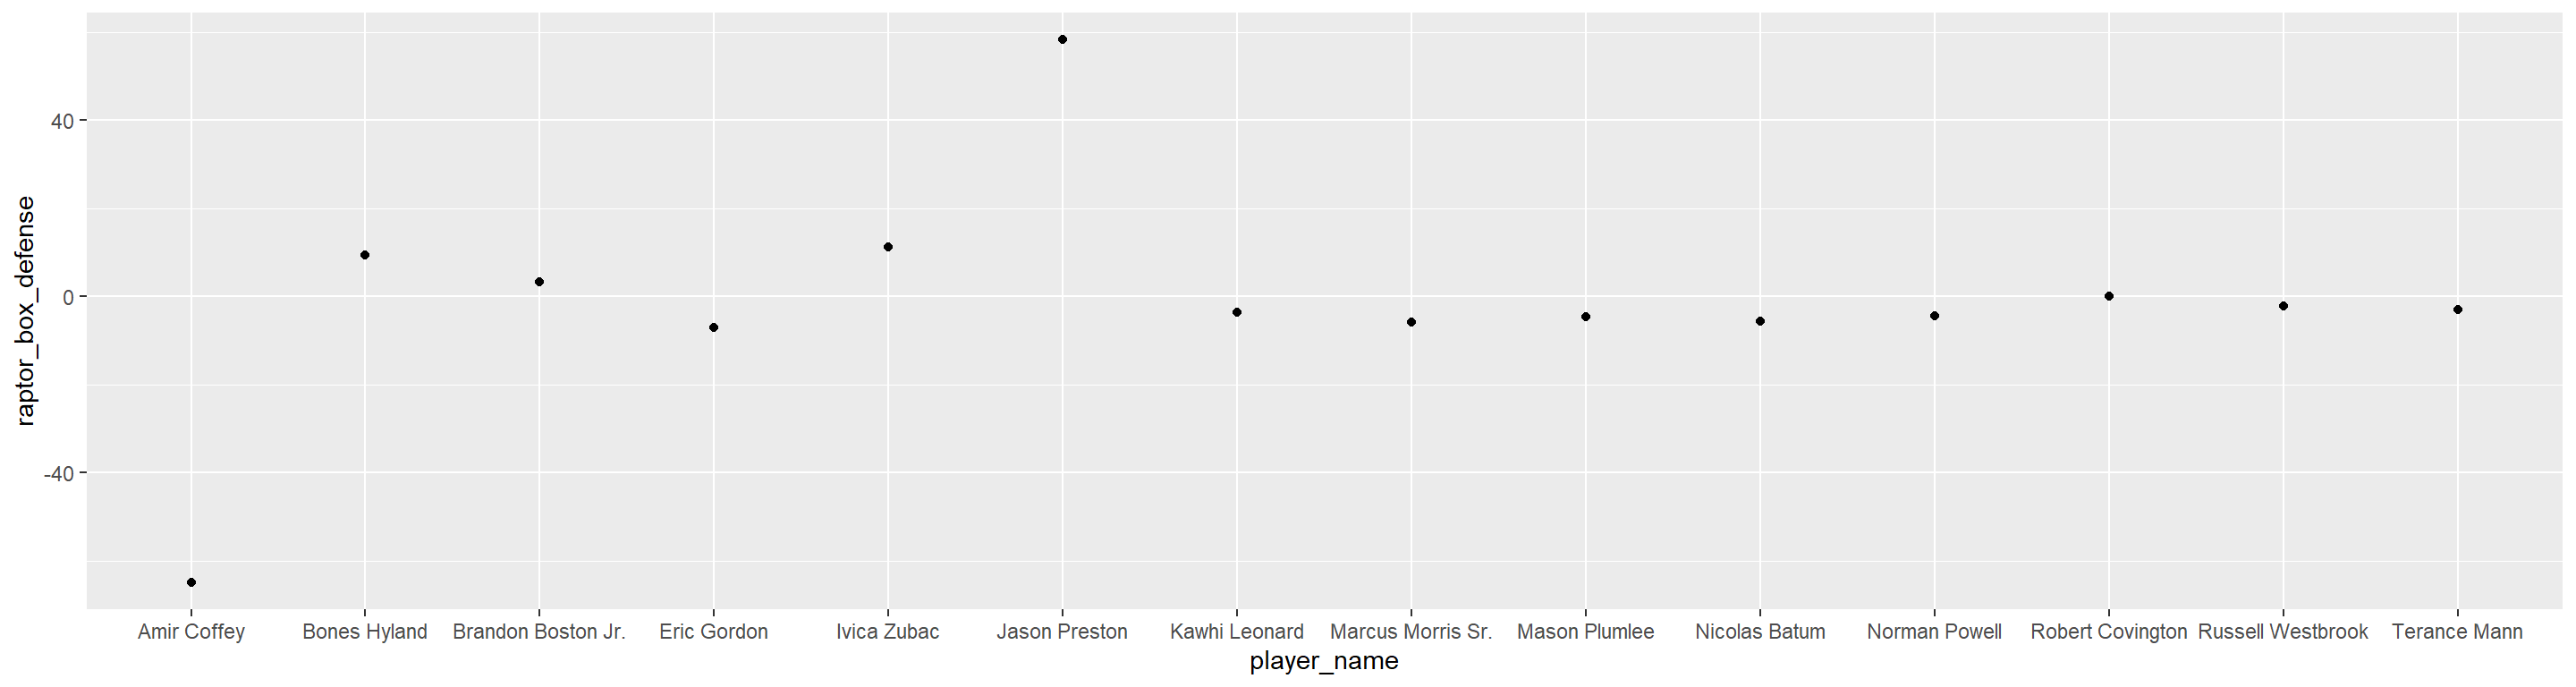 raptor_box_defense
40
0
-40
Amir Coffey Bones Hyland Brandon Boston Jr. Eric Gordon Ivica Zubac Jason Preston Kawhi Leonard Marcus Morris Sr. Mason Plumlee Nicolas Batum Norman Powell Robert Covington Russell Westbrook Terance Mann
player_name